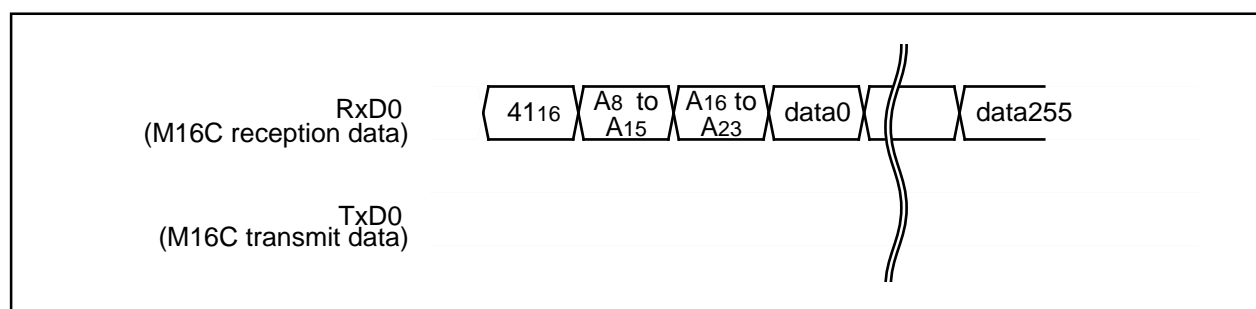 RxD0
(M16C reception data)
4116
A8 to
A15
A16 to
A23
data0
data255
TxD0
(M16C transmit data)